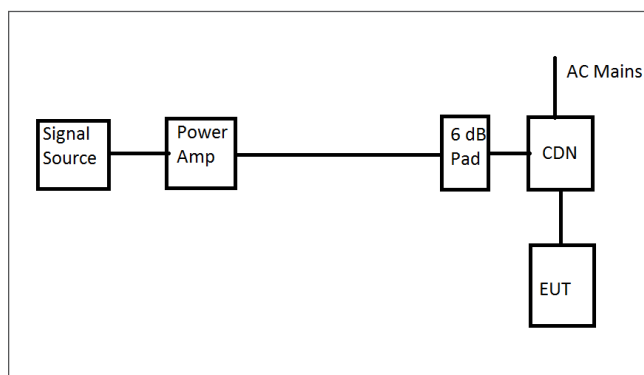 Signal
Source
Power
Amp
6 dB
Pad
AC Mains
CDN
EUT